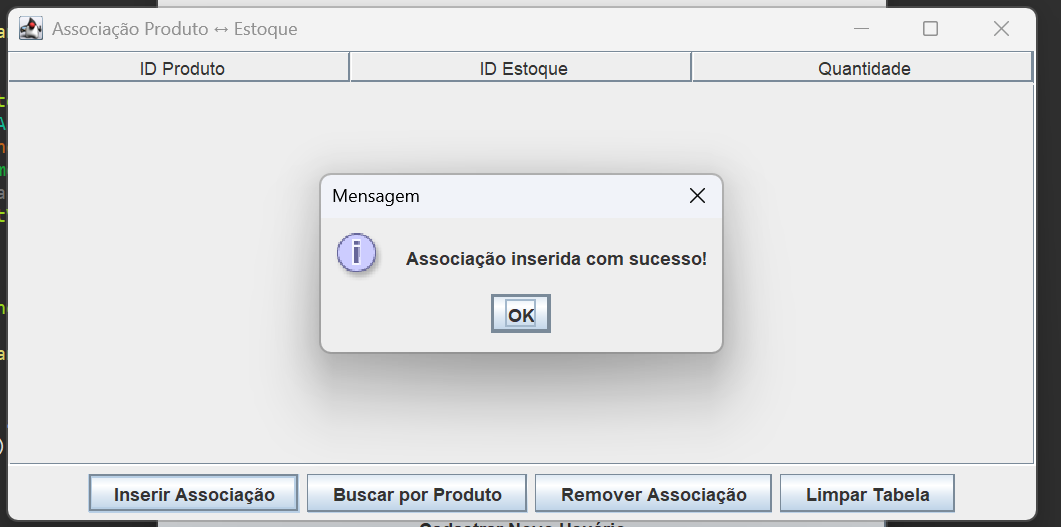 Associação Produto ↔ Estoque
ID Produto ID Estoque Quantidade
Mensagem
Associação inserida com sucesso!
OK
Inserir Associação Buscar por Produto Remover Associação Limpar Tabela